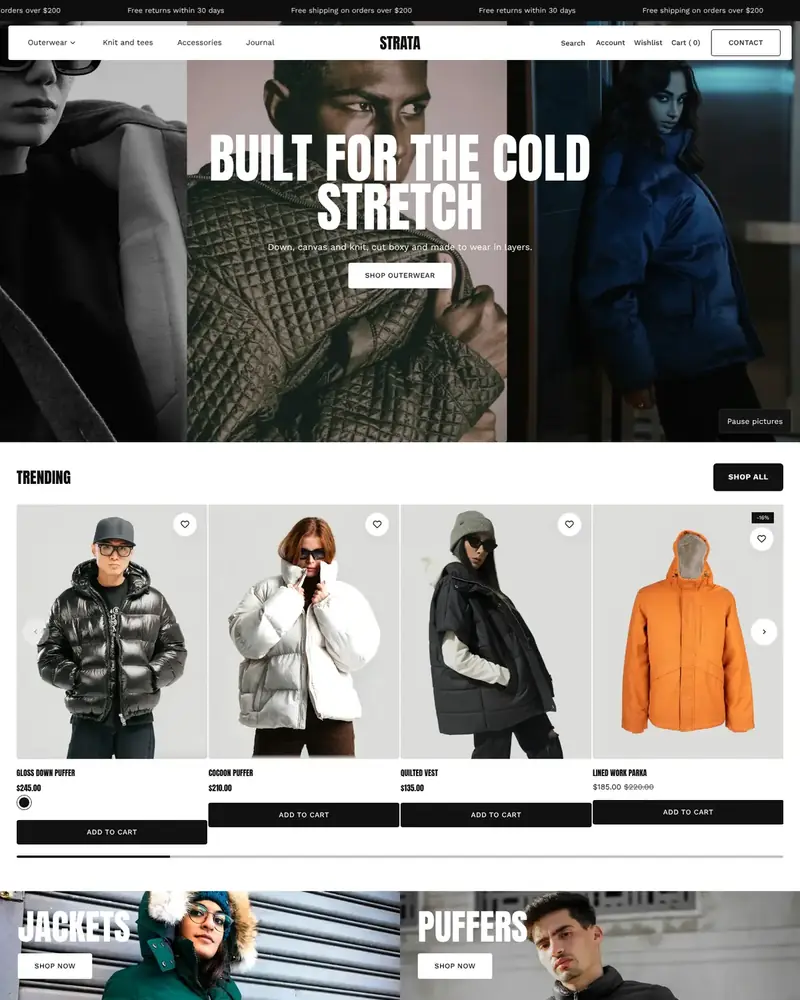 orders over $200
Free returns within 30 days
Free shipping on orders over $200
Free returns within 30 days
Free shipping on orders over $200
Outerwear
Knit and tees
Accessories
Journal
STRATA
Search
Account
Wishlist
Cart ( 0)
CONTACT
BUILT FOR THE COLD
STRETCH
Down, canvas and knit, cut boxy and made to wear in layers.
SHOP OUTERWEAR
Pause pictures
TRENDING
SHOP ALL
-16%
GLOSS DOWN PUFFER
$245.00
ADD TO CART
COCOON PUFFER
$210.00
ADD TO CART
QUILTED VEST
$135.00
ADD TO CART
LINED WORK PARKA
$185.00 $220.00
ADD TO CART
JACKETS
SHOP NOW
PUFFERS
SHOP NOW